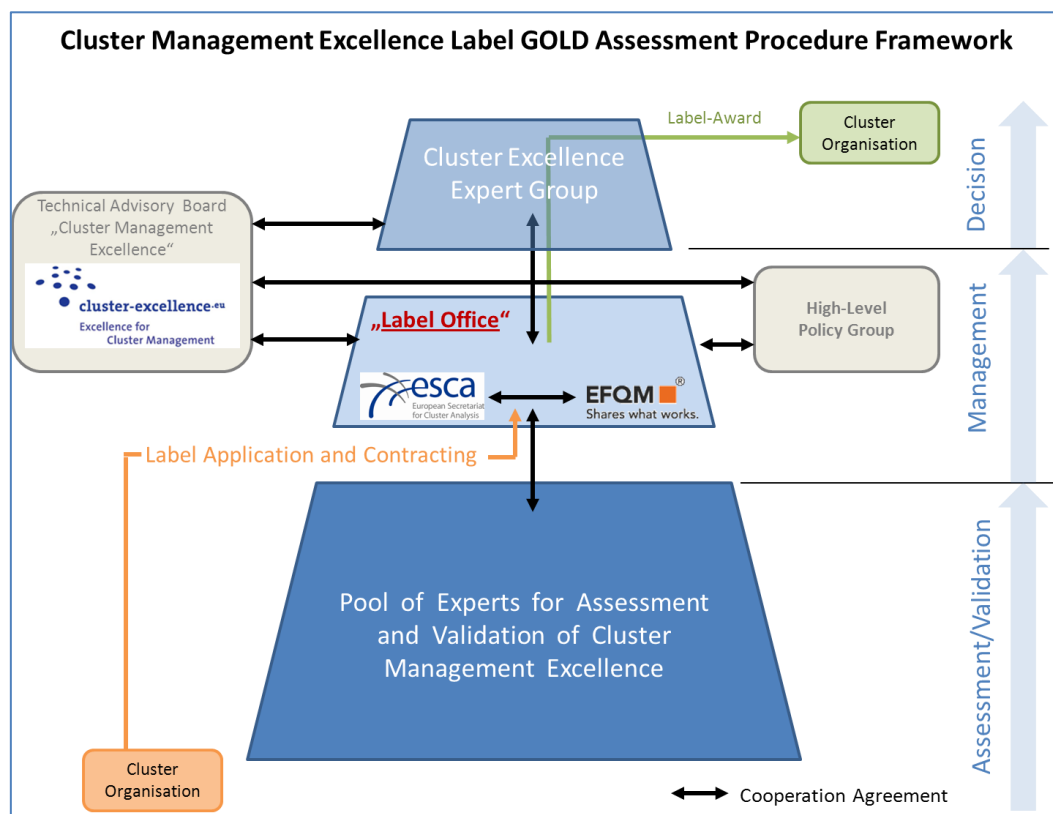 Cluster Management Excellence Label GOLD Assessment Procedure Framework
Label-Award
Cluster
Organisation
Cluster Excellence
Expert Group
Decision
Technical Advisory Board
„Cluster Management
Excellence“
cluster-excellence.eu
Excellence for
Cluster Management
„Label Office“
High-Level
Policy Group
Management
esca
European Secretariat
for Cluster Analysis
EFQM ®
Shares what works.
Label Application and Contracting
Pool of Experts for Assessment
and Validation of Cluster
Management Excellence
Assessment/Validation
Cluster
Organisation
Cooperation Agreement